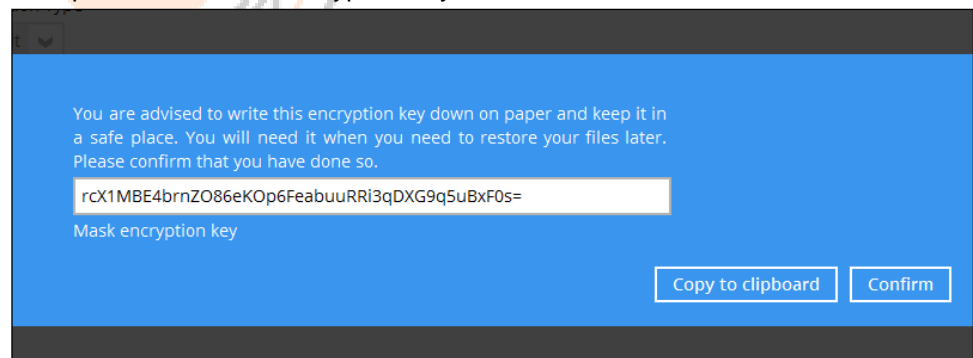 t
You are advised to write this encryption key down on paper and keep it in
a safe place. You will need it when you need to restore your files later.
Please confirm that you have done so.
rcX1MBE4brnZO86eKOp6FeabuuRRi3qDXG9q5uBxF0s=
Mask encryption key
Copy to clipboard Confirm